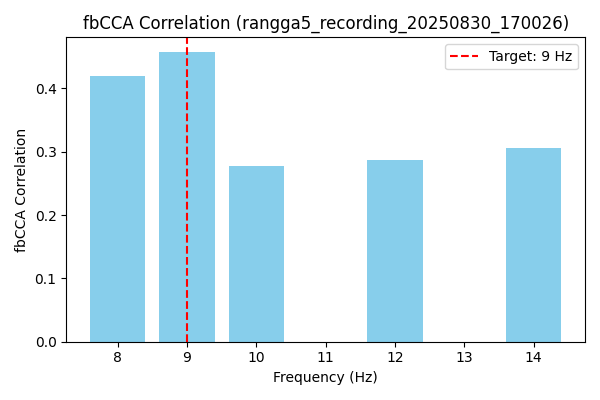 fbCCA Correlation (rangga5_recording_20250830_170026)
Target: 9 Hz
fbCCA Correlation
0.4
0.3
0.2
0.1
0.0
8 9 10 11 12 13 14
Frequency (Hz)